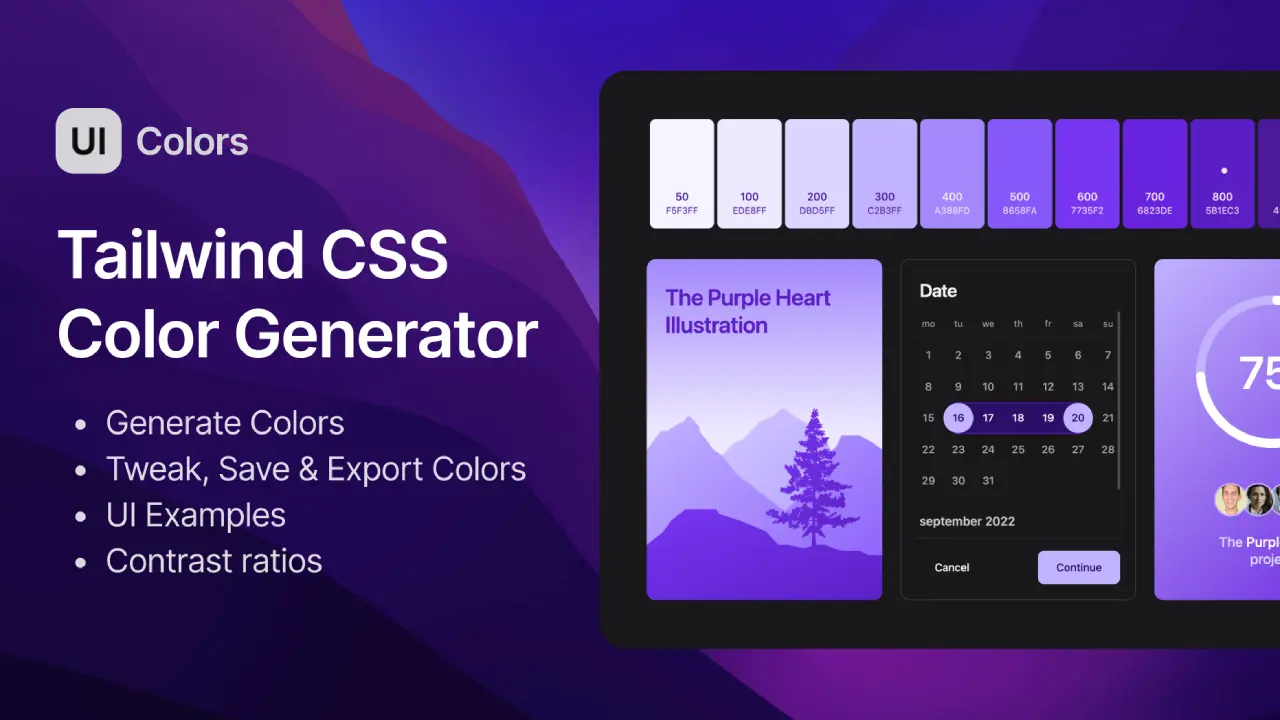 UI Colors
Tailwind CSS
Color Generator
• Generate Colors
• Tweak, Save & Export Colors
• UI Examples
• Contrast ratios
50 100 200 300 400 500 600 700 800
F5F3FF EDE8FF DBD5FF C2B3FF A388FD 8658FA 7735F2 6823DE 5B1EC3 4
The Purple Heart
Illustration
Date
mo tu we th fr sa su
1 2 3 4 5 6 7
8 9 10 11 12 13 14
15 16 17 18 19 20 21
22 23 24 25 26 27 28
29 30 31
september 2022
Cancel Continue
75
The Purple
proje